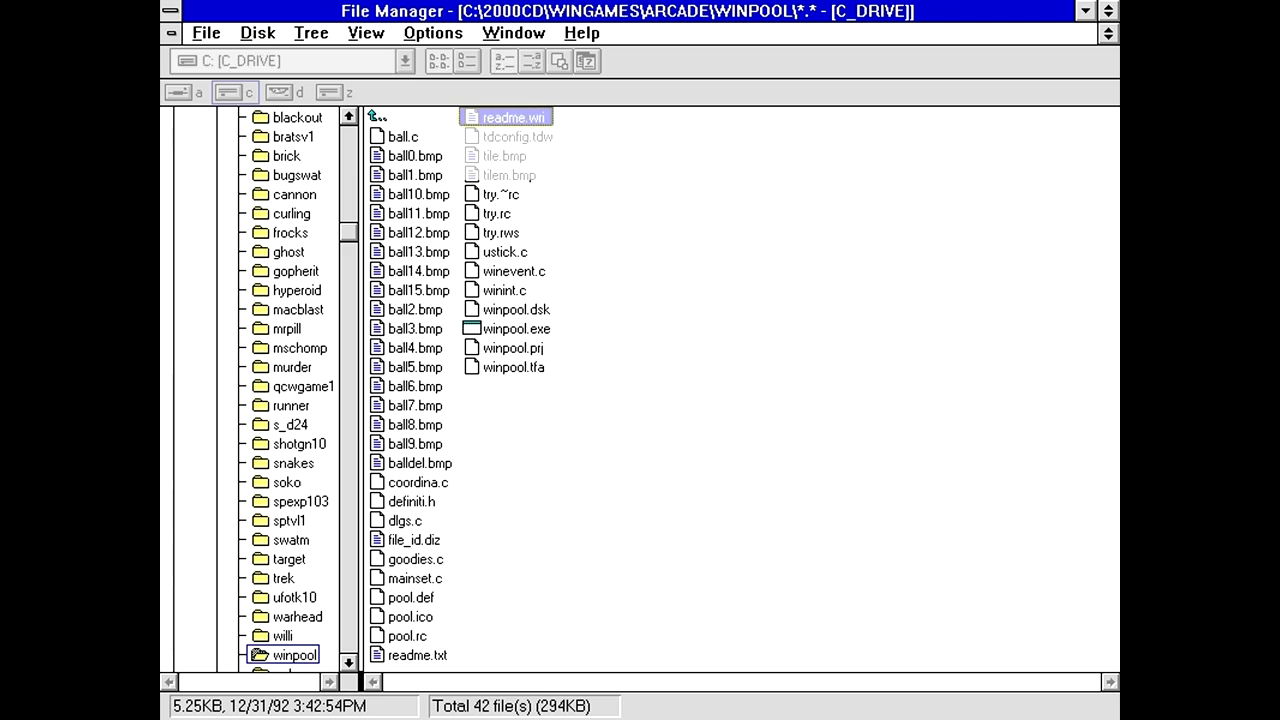 File Manager - [C:\2000CD\WINGAMES\ARCADE\WINPOOL\*.* - [C_DRIVE]]
File Disk Tree View Options Window Help
C: [C_DRIVE]
a c d z
blackout
bratsv1
brick
bugswat
cannon
curling
frocks
ghost
gopherit
hyperoid
macblast
mrpill
mschomp
murder
qcwgame1
runner
s_d24
shotgn10
snakes
soko
spexp103
sptvl1
swatm
target
trek
ufotk10
warhead
willi
winpool
..
ball.c
ball0.bmp
ball1.bmp
ball10.bmp
ball11.bmp
ball12.bmp
ball13.bmp
ball14.bmp
ball15.bmp
ball2.bmp
ball3.bmp
ball4.bmp
ball5.bmp
ball6.bmp
ball7.bmp
ball8.bmp
ball9.bmp
balldel.bmp
coordina.c
definiti.h
dlgs.c
file_id.diz
goodies.c
mainset.c
pool.def
pool.ico
pool.rc
readme.txt
readme.wri
tdconfig.tdw
tile.bmp
tilem.bmp
try.~rc
try.rc
try.rws
ustick.c
winevent.c
winint.c
winpool.dsk
winpool.exe
winpool.prj
winpool.tfa
5.25KB, 12/31/92 3:42:54PM
Total 42 file(s) (294KB)